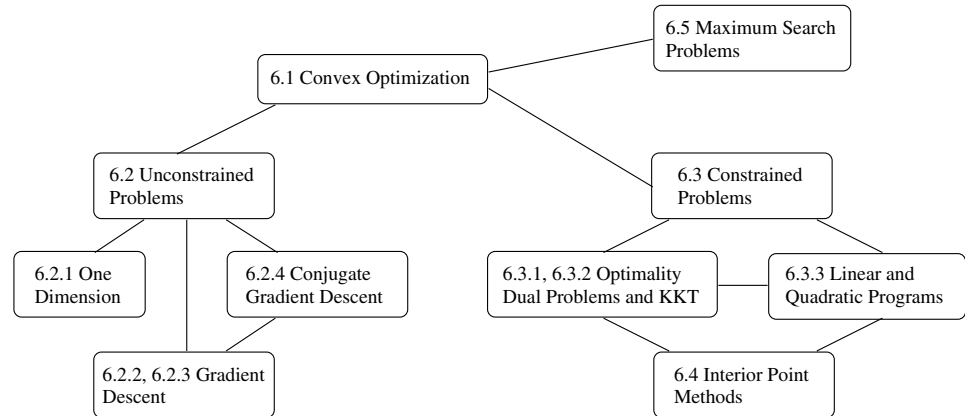 6.5 Maximum Search
Problems
6.1 Convex Optimization
6.2 Unconstrained
Problems
6.3 Constrained
Problems
6.2.1 One
Dimension
6.2.4 Conjugate
Gradient Descent
6.3.1, 6.3.2 Optimality
Dual Problems and KKT
6.3.3 Linear and
Quadratic Programs
6.2.2, 6.2.3 Gradient
Descent
6.4 Interior Point
Methods